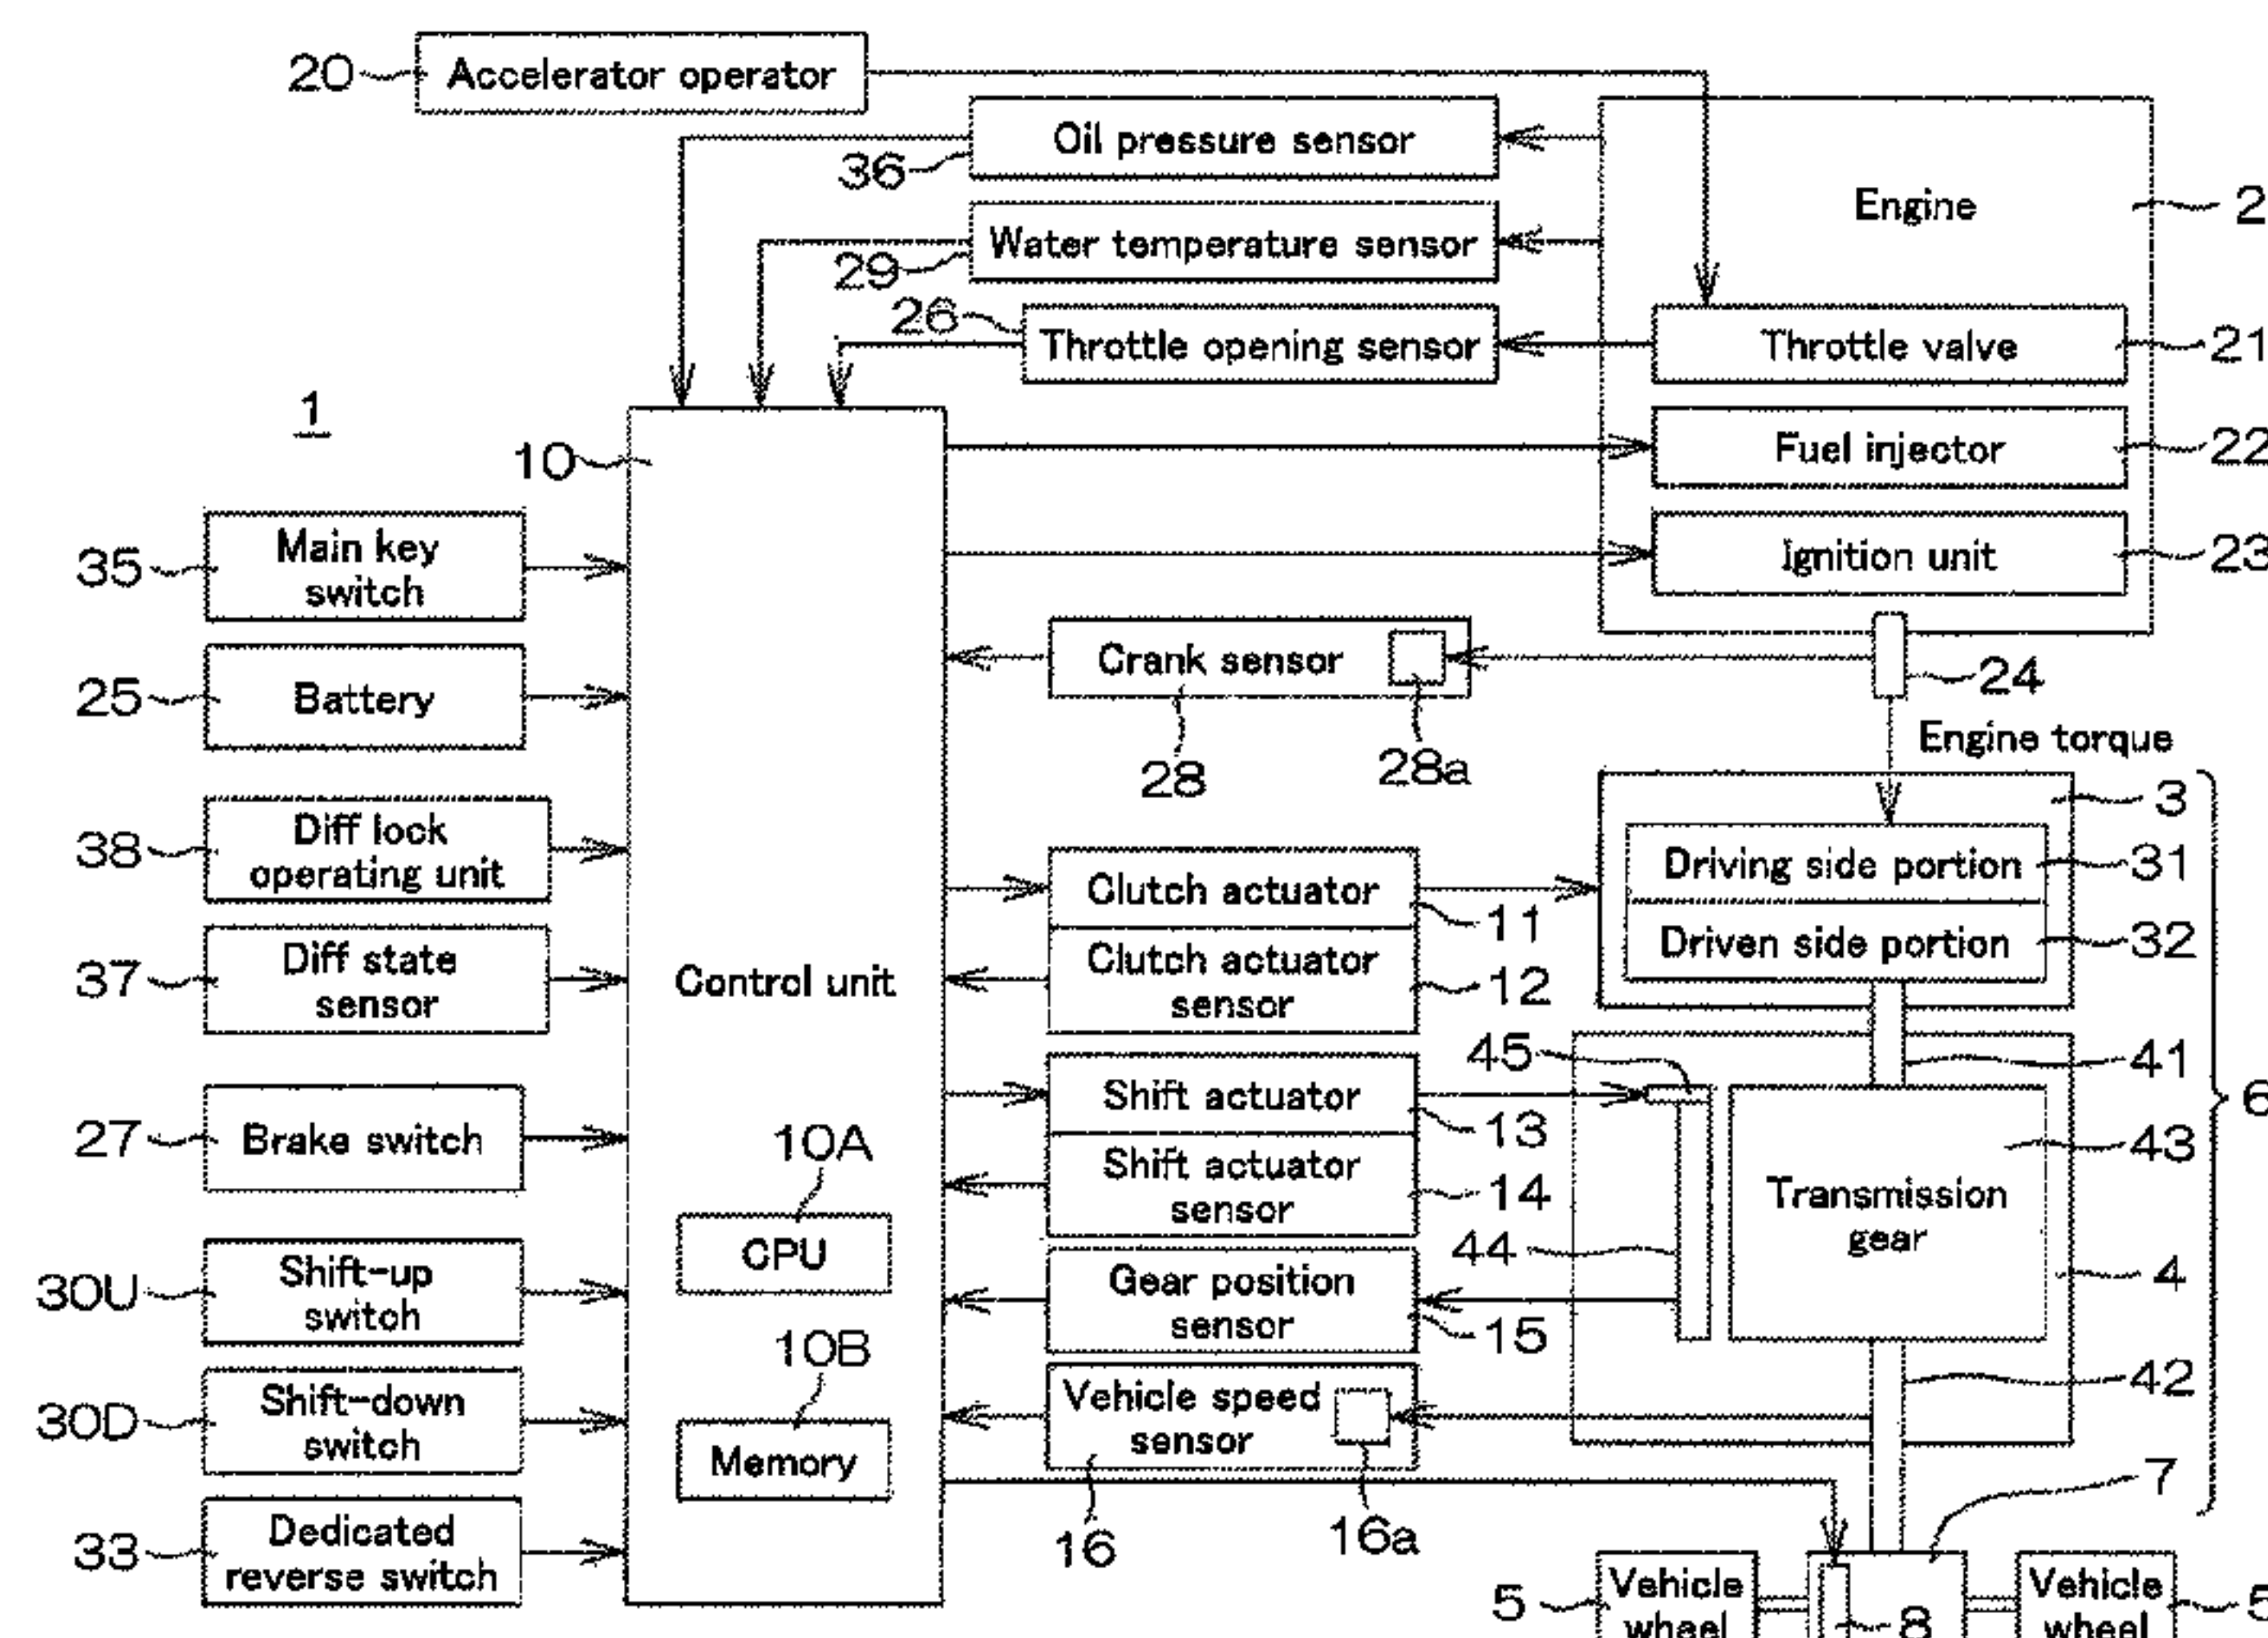 20 Accelerator operator
Oil pressure sensor
36
Engine 2
Water temperature sensor
29
26
Throttle opening sensor
Throttle valve 21
1
10
Fuel injector 22
35 Main key
switch
Ignition unit 23
Crank sensor
24
25 Battery
28 28a
Engine torque
3
38 Diff lock
operating unit
Clutch actuator
11
Driving side portion 31
Driven side portion 32
37 Diff state
sensor
Control unit
Clutch actuator
sensor
12
45
41
6
Shift actuator
13
27 Brake switch
10A
43
Shift actuator
sensor
14
Transmission
gear
CPU
44
4
30U Shift-up
switch
Gear position
sensor
15
10B
42
30D Shift-down
switch
Vehicle speed
sensor
Memory
7
16 16a
33 Dedicated
reverse switch
5 Vehicle
wheel
8
Vehicle
wheel
5